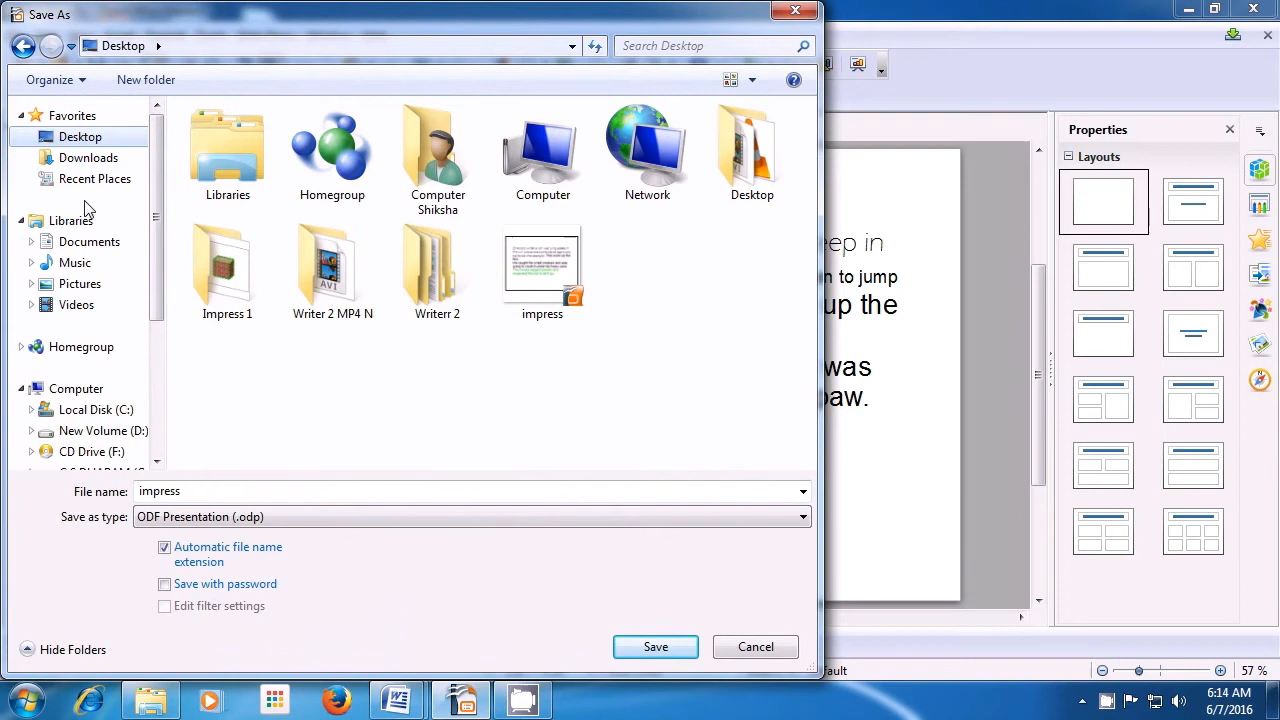 Save As
Desktop
Search Desktop
Organize
New folder
Favorites
Desktop
Downloads
Recent Places
Libraries
Documents
Music
Pictures
Videos
Homegroup
Computer
Local Disk (C:)
New Volume (D:)
CD Drive (F:)
Libraries
Homegroup
Computer Shiksha
Computer
Network
Desktop
Impress 1
AVI
Writer 2 MP4 N
Writerr 2
impress
File name:
impress
Save as type:
ODF Presentation (.odp)
Automatic file name
extension
Save with password
Edit filter settings
Hide Folders
Save
Cancel
eep in
n to jump
up the
was
paw.
Properties
Layouts
fault
57 %
6:14 AM
6/7/2016